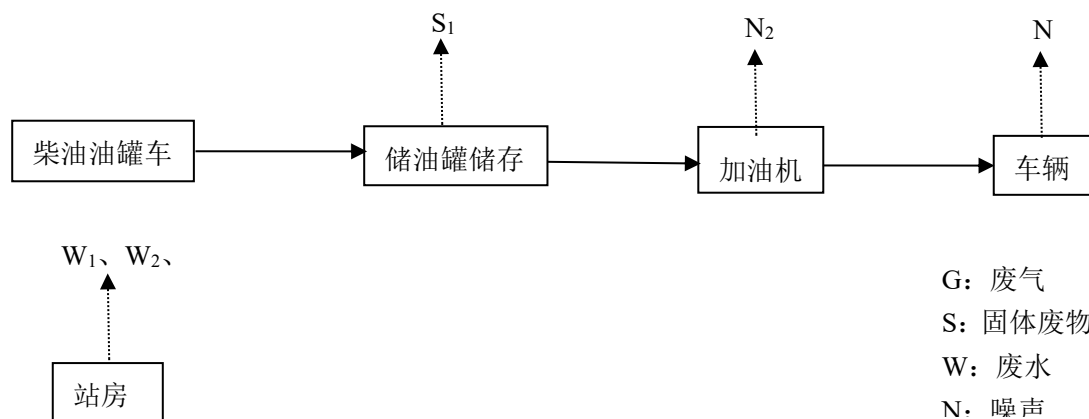 S₁
N₂
N
柴油油罐车
储油罐储存
加油机
车辆
W₁、W₂、
G：废气
S：固体废物
W：废水
N：噪声
站房